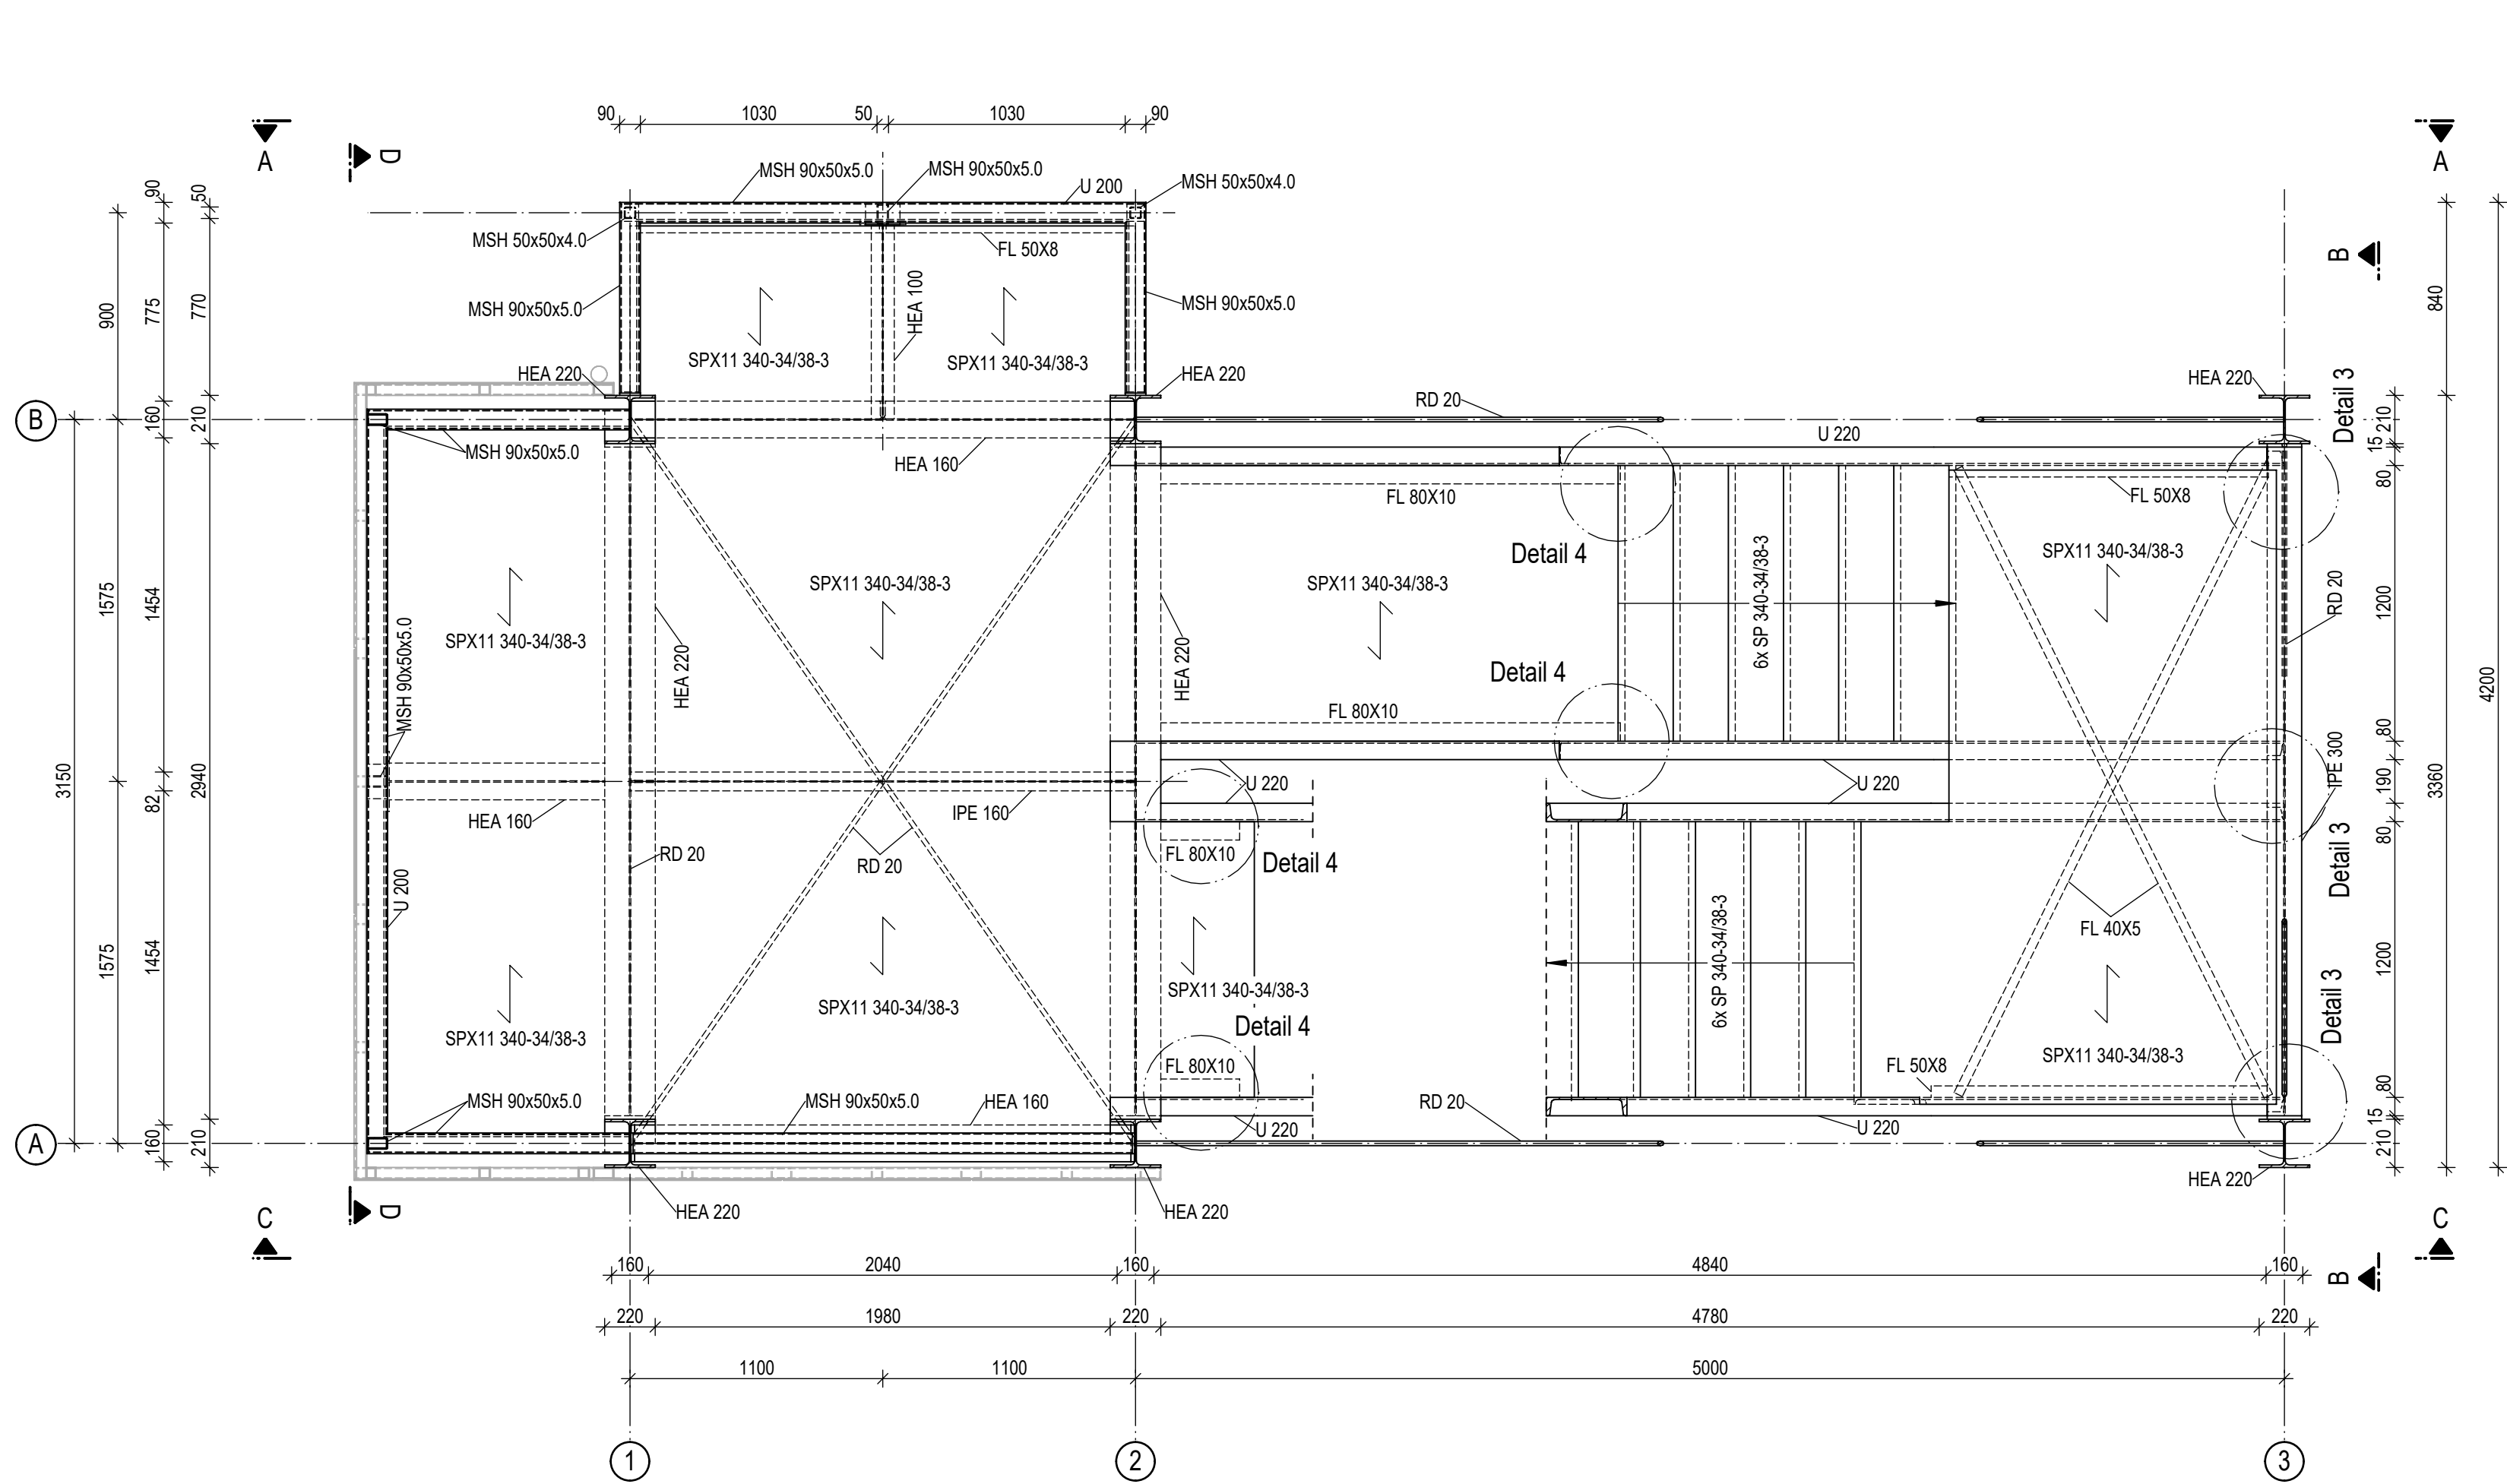 90 1030 50 1030 90
A
D
A
MSH 90x50x5.0
MSH 90x50x5.0
U 200
MSH 50x50x4.0
90
50
MSH 50x50x4.0
FL 50X8
B
900
775
770
MSH 90x50x5.0
HEA 100
MSH 90x50x5.0
840
SPX11 340-34/38-3
SPX11 340-34/38-3
HEA 220
HEA 220
HEA 220
Detail 3
RD 20
B
160
210
210
U 220
15
MSH 90x50x5.0
HEA 160
FL 80X10
FL 50X8
80
Detail 4
SPX11 340-34/38-3
SPX11 340-34/38-3
SPX11 340-34/38-3
6x SP 340-34/38-3
RD 20
1575
1454
1200
SPX11 340-34/38-3
MSH 90x50x5.0
HEA 220
HEA 220
Detail 4
4200
FL 80X10
80
3150
82
2940
U 220
U 220
190
IPE 300
3360
HEA 160
IPE 160
80
RD 20
RD 20
FL 80X10
Detail 4
Detail 3
U 200
FL 40X5
1575
1454
6x SP 340-34/38-3
1200
SPX11 340-34/38-3
SPX11 340-34/38-3
Detail 3
SPX11 340-34/38-3
Detail 4
SPX11 340-34/38-3
FL 80X10
FL 50X8
80
MSH 90x50x5.0
MSH 90x50x5.0
HEA 160
RD 20
15
U 220
U 220
A
160
210
210
HEA 220
HEA 220
HEA 220
C
D
C
160 2040 160 4840 160
B
220 1980 220 4780 220
1100 1100 5000
1 2 3